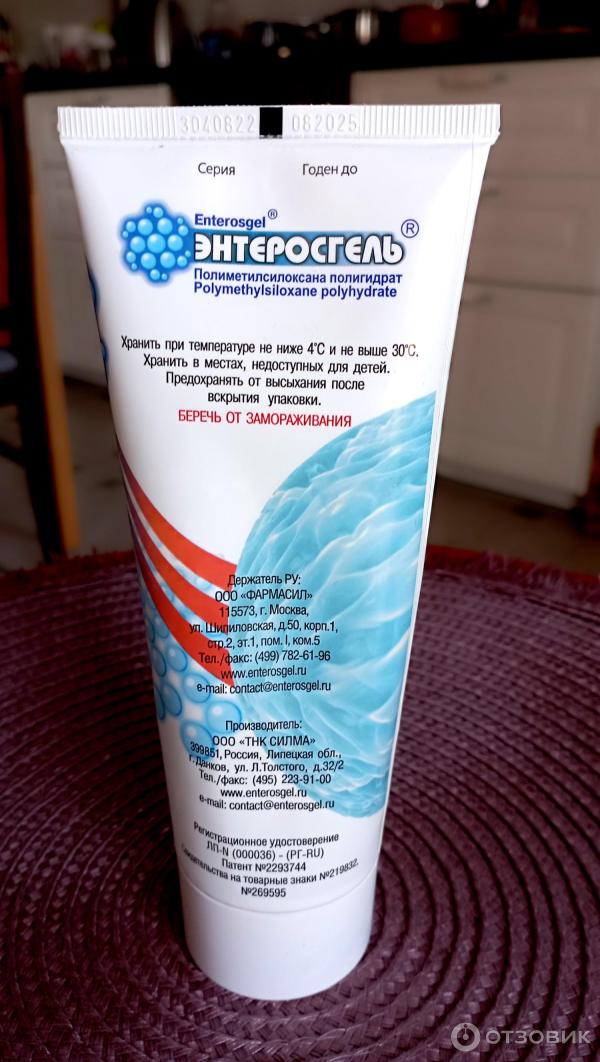 3040822 082025
Серия Годен до
Enterosgel®
ЭНТЕРОСГЕЛЬ®
Полиметилсилоксана полигидрат
Polymethylsiloxane polyhydrate
Хранить при температуре не ниже 4°С и не выше 30°С.
Хранить в местах, недоступных для детей.
Предохранять от высыхания после
вскрытия упаковки.
БЕРЕЧЬ ОТ ЗАМОРАЖИВАНИЯ
Держатель РУ:
ООО «ФАРМАСИЛ»
115573, г. Москва,
ул. Шипиловская, д.50, корп.1,
стр.2, эт.1, пом. I, ком.5
Тел./факс: (499) 782-61-96
www.enterosgel.ru
e-mail: contact@enterosgel.ru
Производитель:
ООО «ТНК СИЛМА»
399851, Россия, Липецкая обл.,
г.Данков, ул. Л.Толстого, д.32/2
Тел./факс: (495) 223-91-00
www.enterosgel.ru
e-mail: contact@enterosgel.ru
Регистрационное удостоверение
ЛП-N (000036) - (РГ-RU)
Патент №2293744
Свидетельства на товарные знаки №219832,
№269595
ОТЗОВИК